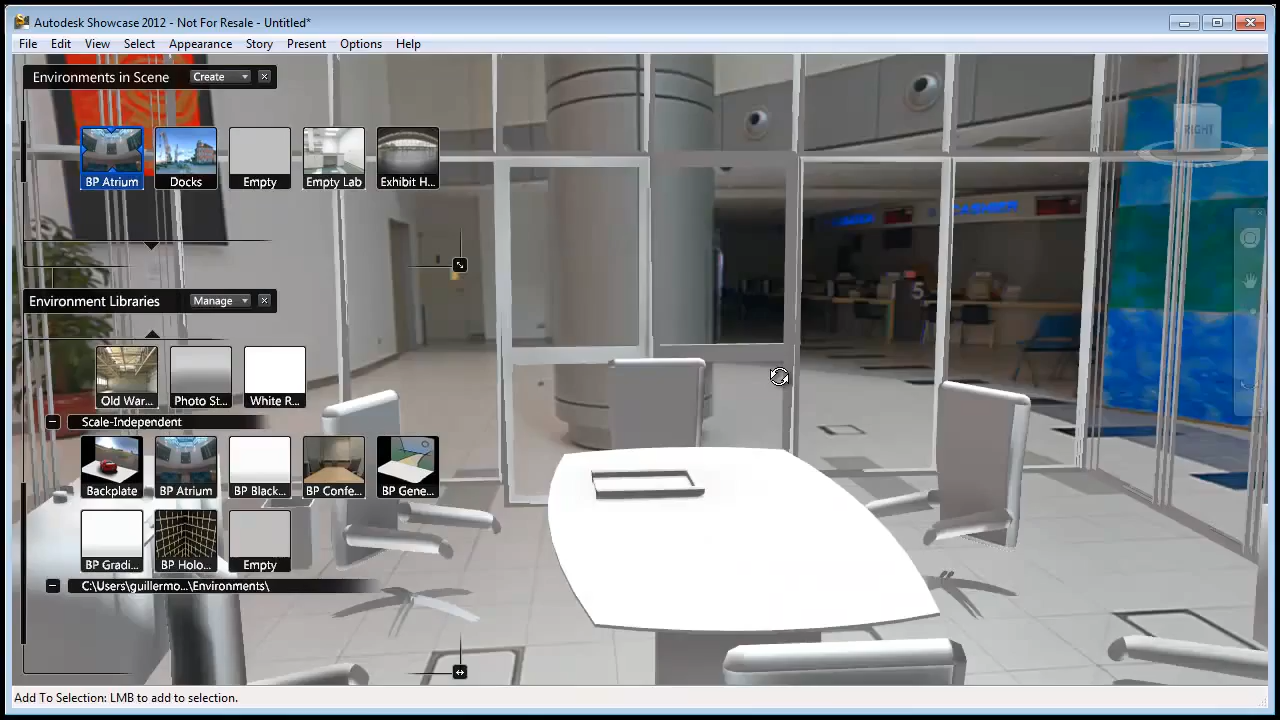 Autodesk Showcase 2012 - Not For Resale - Untitled*
File Edit View Select Appearance Story Present Options Help
Environments in Scene Create
BP Atrium Docks Empty Empty Lab Exhibit H...
RIGHT
CASHIER
5
Environment Libraries Manage
Old War... Photo St... White R...
Scale-Independent
Backplate BP Atrium BP Black... BP Confe... BP Gene...
BP Gradi... BP Holo... Empty
C:\Users\guillermo...\Environments\
Add To Selection: LMB to add to selection.